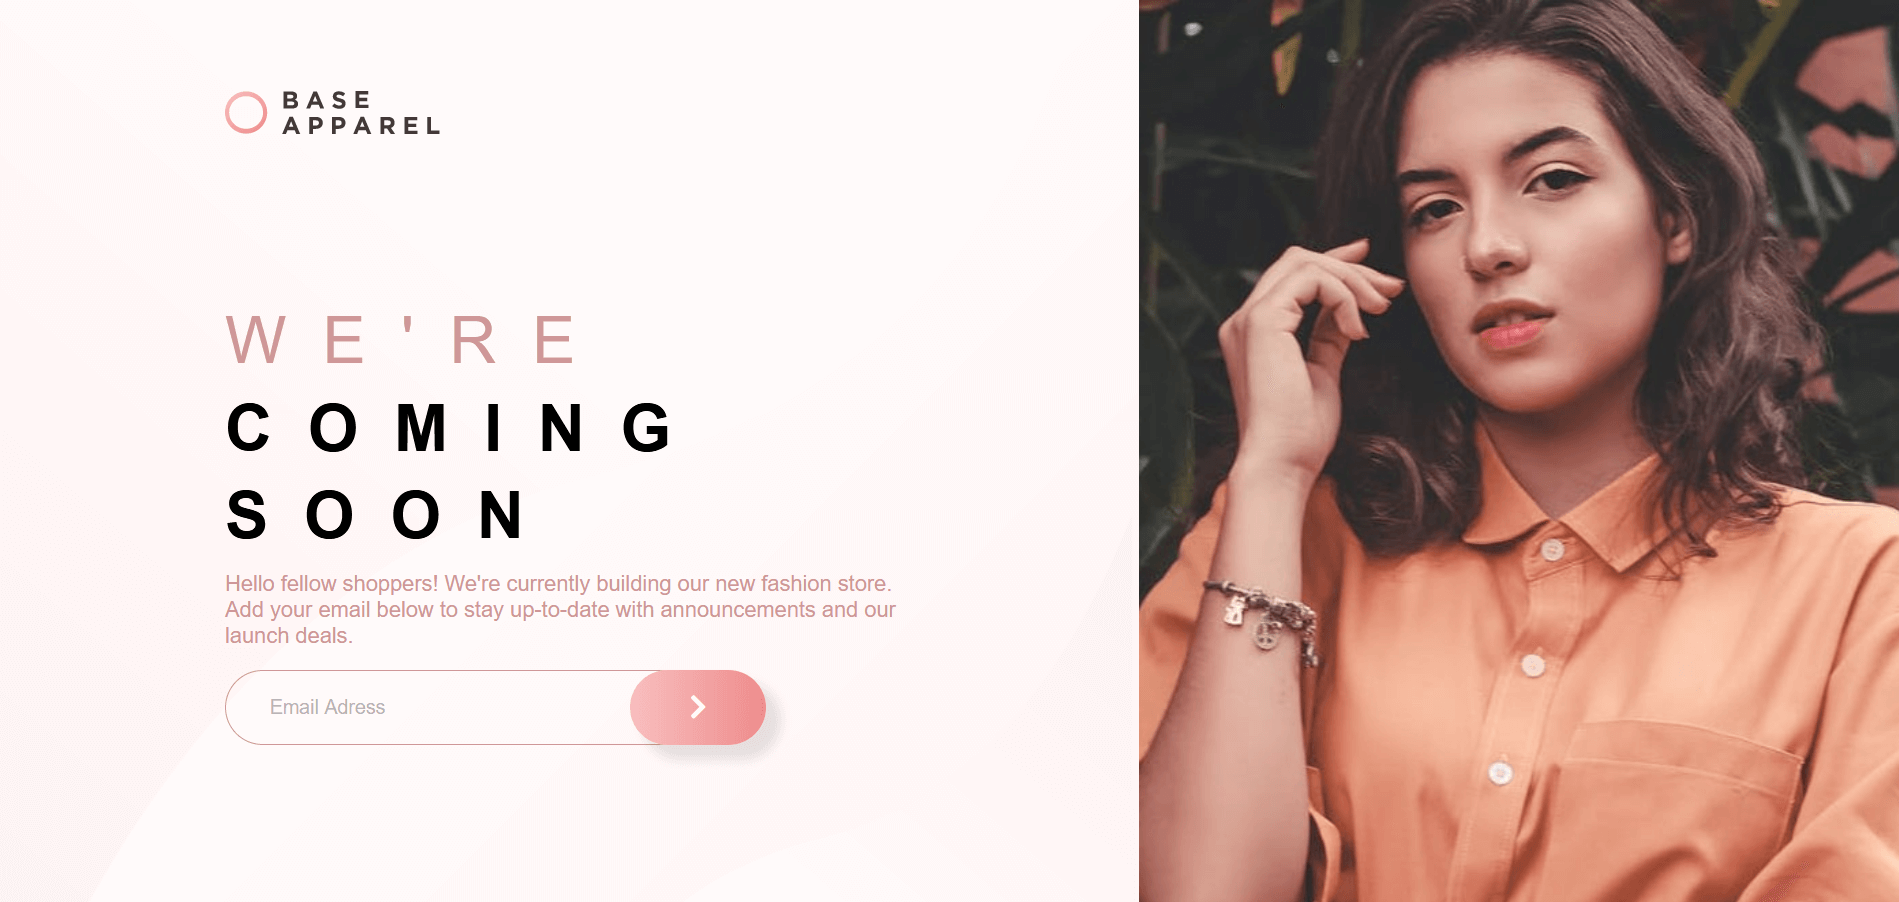 BASE
APPAREL
WE'RE
COMING
SOON
Hello fellow shoppers! We're currently building our new fashion store.
Add your email below to stay up-to-date with announcements and our
launch deals.
Email Adress